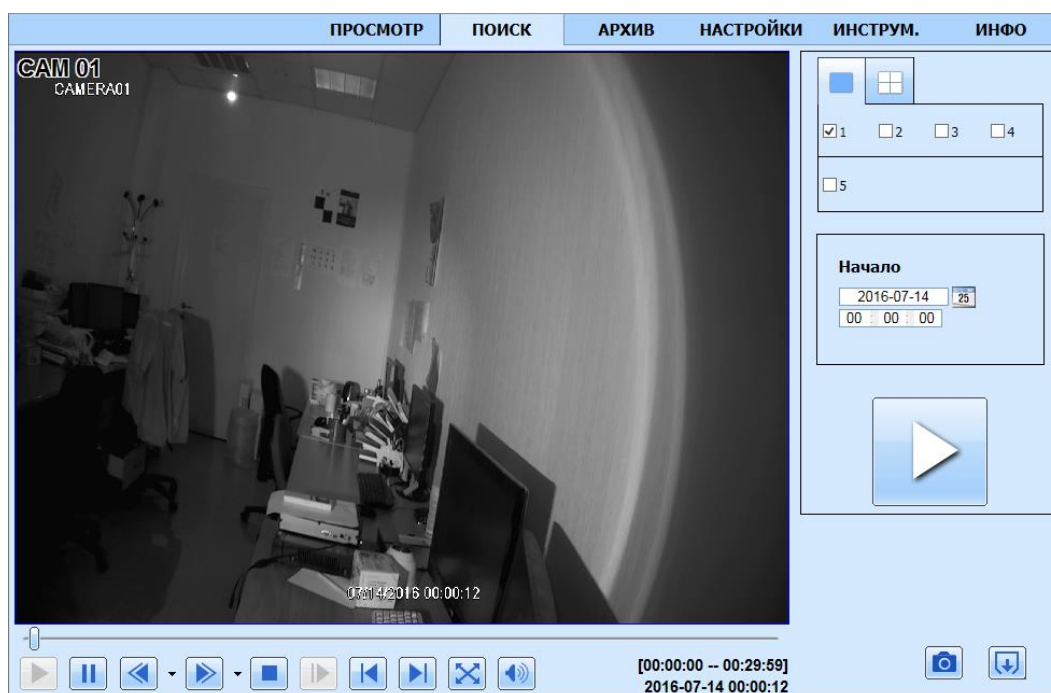 ПРОСМОТР ПОИСК АРХИВ НАСТРОЙКИ ИНСТРУМ. ИНФО
CAM 01
CAMERA01
1 2 3 4
5
Начало
2016-07-14 25
00 : 00 : 00
07/14/2016 00:00:12
[00:00:00 -- 00:29:59]
2016-07-14 00:00:12